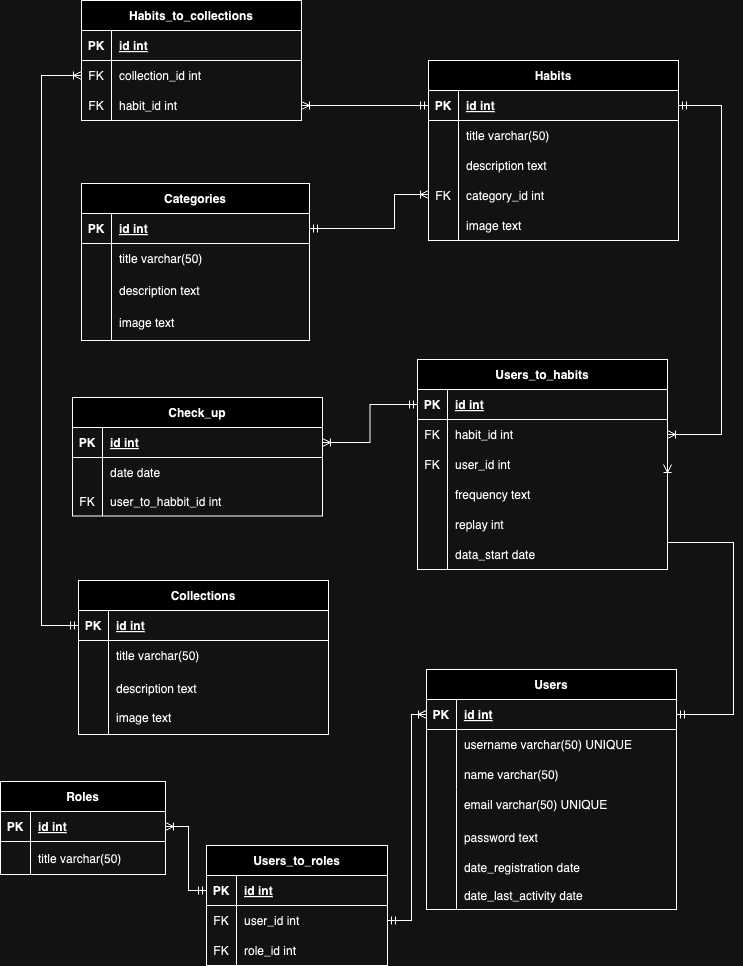 Habits_to_collections
PK id int
FK collection_id int
FK habit_id int
Habits
PK id int
title varchar(50)
description text
FK category_id int
image text
Categories
PK id int
title varchar(50)
description text
image text
Users_to_habits
PK id int
FK habit_id int
FK user_id int
frequency text
replay int
data_start date
Check_up
PK id int
date date
FK user_to_habbit_id int
Collections
PK id int
title varchar(50)
description text
image text
Users
PK id int
username varchar(50) UNIQUE
name varchar(50)
email varchar(50) UNIQUE
password text
date_registration date
date_last_activity date
Roles
PK id int
title varchar(50)
Users_to_roles
PK id int
FK user_id int
FK role_id int